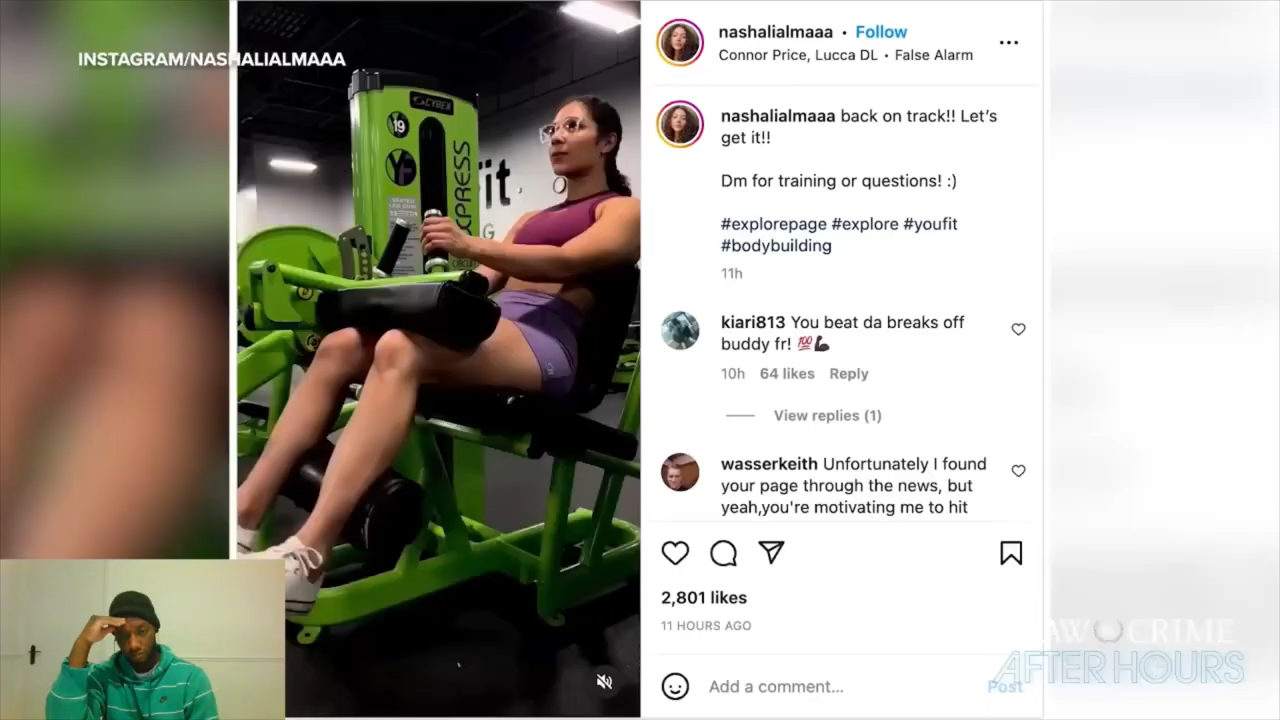 INSTAGRAM/NASHALIALMAAA
CYBEX
19
YF
XPRESS
it
G
nashalialmaaa • Follow
Connor Price, Lucca DL • False Alarm
nashalialmaaa back on track!! Let’s
get it!!
Dm for training or questions! :)
#explorepage #explore #youfit
#bodybuilding
11h
kiari813 You beat da breaks off
buddy fr! 💯💪🏿
10h 64 likes Reply
View replies (1)
wasserkeith Unfortunately I found
your page through the news, but
yeah,you're motivating me to hit
2,801 likes
11 HOURS AGO
Add a comment...
Post
AW CRIME
AFTER HOURS